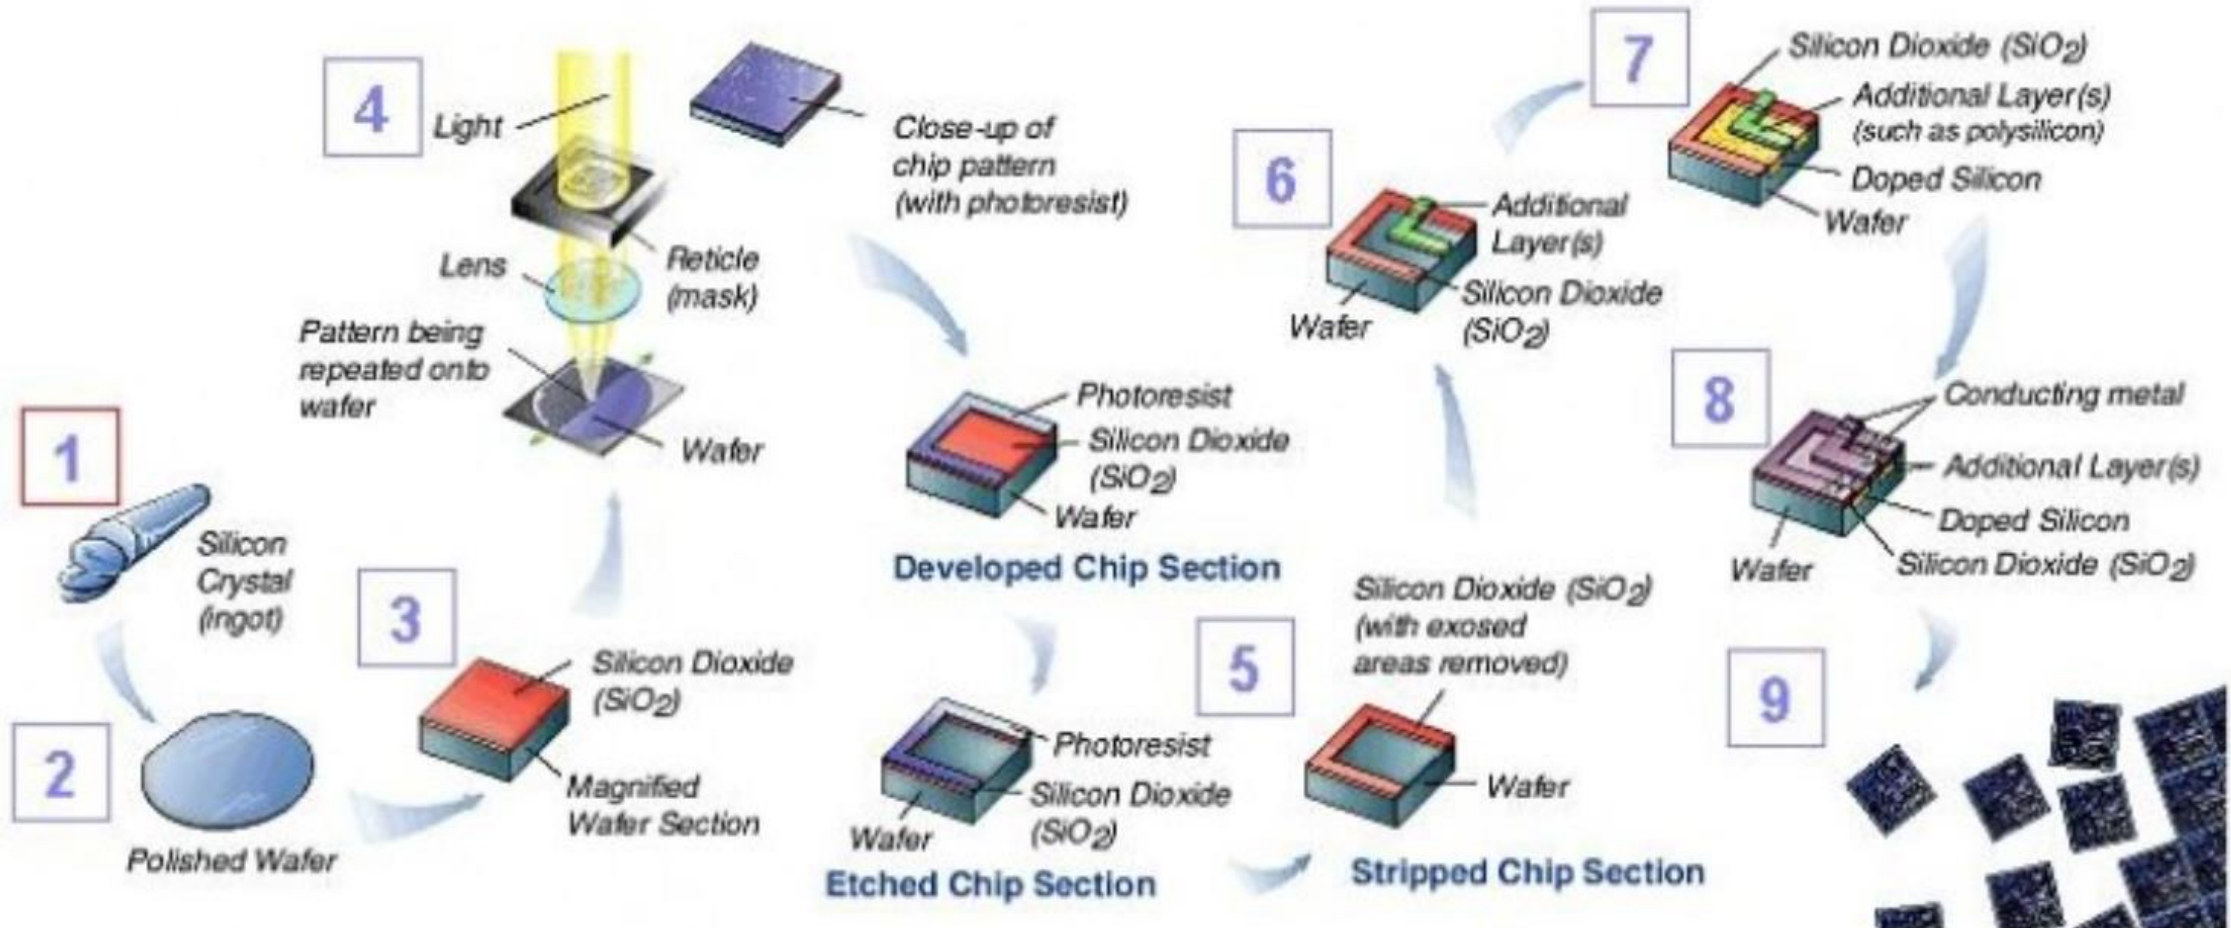 1
Silicon
Crystal
(ingot)
2
Polished Wafer
3
Silicon Dioxide
(SiO2)
Magnified
Wafer Section
4
Light
Lens
Reticle
(mask)
Pattern being
repeated onto
wafer
Wafer
Close-up of
chip pattern
(with photoresist)
Photoresist
Silicon Dioxide
(SiO2)
Wafer
Developed Chip Section
Photoresist
Silicon Dioxide
(SiO2)
Wafer
Etched Chip Section
5
Silicon Dioxide (SiO2)
(with exosed
areas removed)
Wafer
Stripped Chip Section
6
Additional
Layer(s)
Silicon Dioxide
(SiO2)
Wafer
7
Silicon Dioxide (SiO2)
Additional Layer(s)
(such as polysilicon)
Doped Silicon
Wafer
8
Conducting metal
Additional Layer(s)
Doped Silicon
Silicon Dioxide (SiO2)
Wafer
9